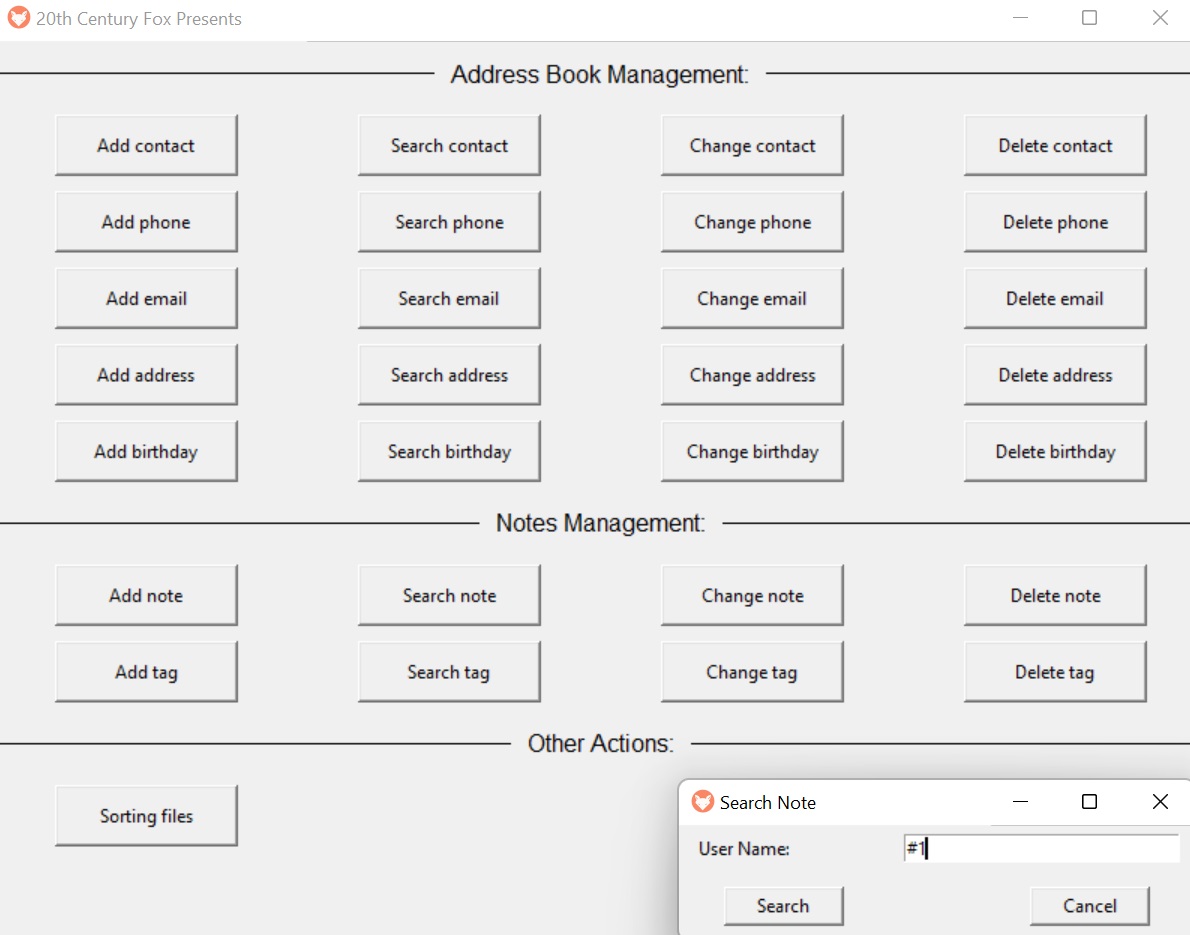 20th Century Fox Presents
Address Book Management:
Add contact Search contact Change contact Delete contact
Add phone Search phone Change phone Delete phone
Add email Search email Change email Delete email
Add address Search address Change address Delete address
Add birthday Search birthday Change birthday Delete birthday
Notes Management:
Add note Search note Change note Delete note
Add tag Search tag Change tag Delete tag
Other Actions:
Sorting files
Search Note
User Name: #1
Search Cancel